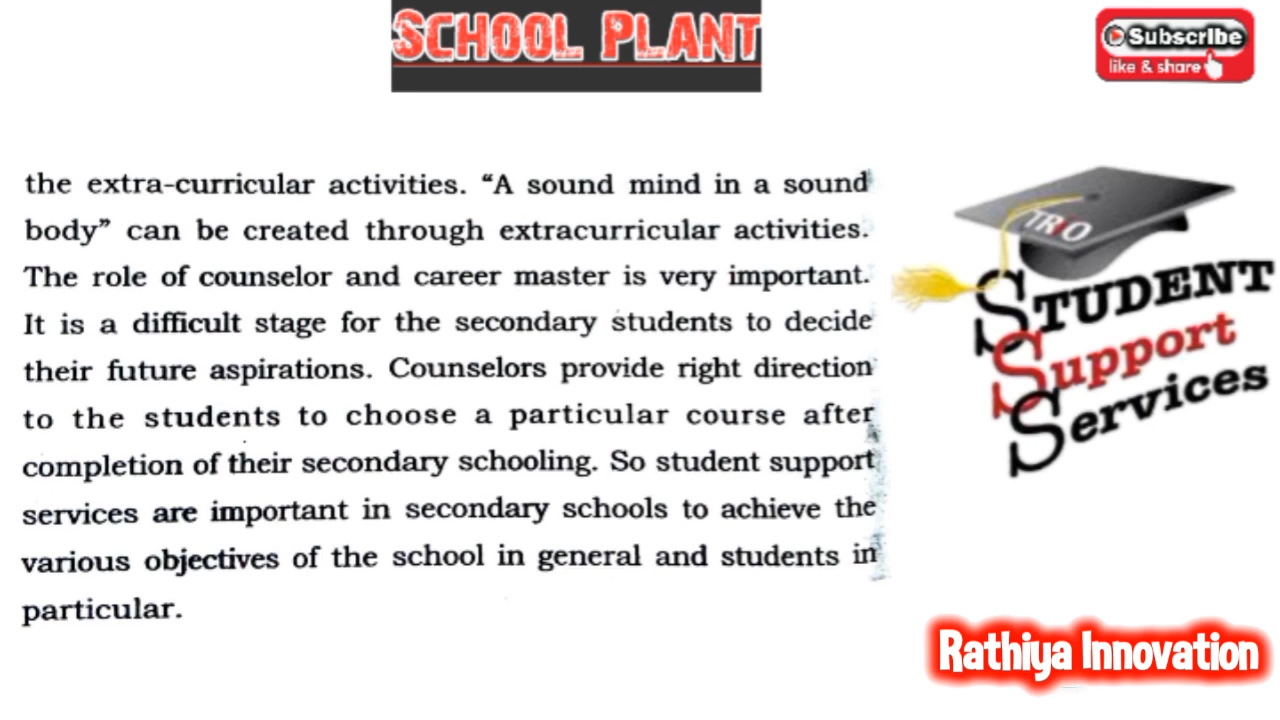 SCHOOL PLANT
Subscribe
like & share
the extra-curricular activities. “A sound mind in a sound
body” can be created through extracurricular activities.
The role of counselor and career master is very important.
It is a difficult stage for the secondary students to decide
their future aspirations. Counselors provide right direction
to the students to choose a particular course after
completion of their secondary schooling. So student support
services are important in secondary schools to achieve the
various objectives of the school in general and students in
particular.
TRiO
STUDENT
Support
Services
Rathiya Innovation